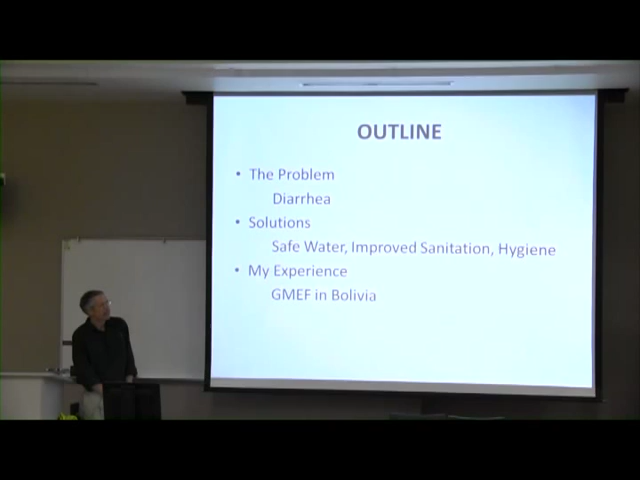 OUTLINE
• The Problem
Diarrhea
• Solutions
Safe Water, Improved Sanitation, Hygiene
• My Experience
GMEF in Bolivia